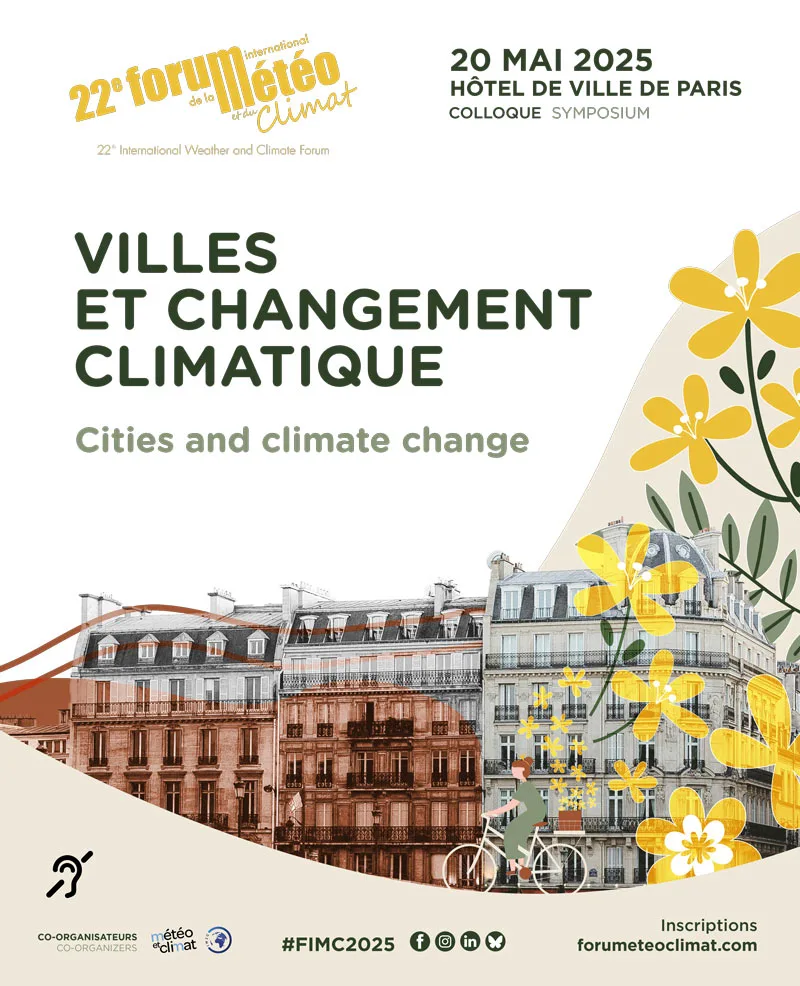 22e forum international
de la météo
et du Climat
22e International Weather and Climate Forum
20 MAI 2025
HÔTEL DE VILLE DE PARIS
COLLOQUE SYMPOSIUM
VILLES
ET CHANGEMENT
CLIMATIQUE
Cities and climate change
CO-ORGANISATEURS
CO-ORGANIZERS
météo
et climat
#FIMC2025
Inscriptions
forumeteoclimat.com